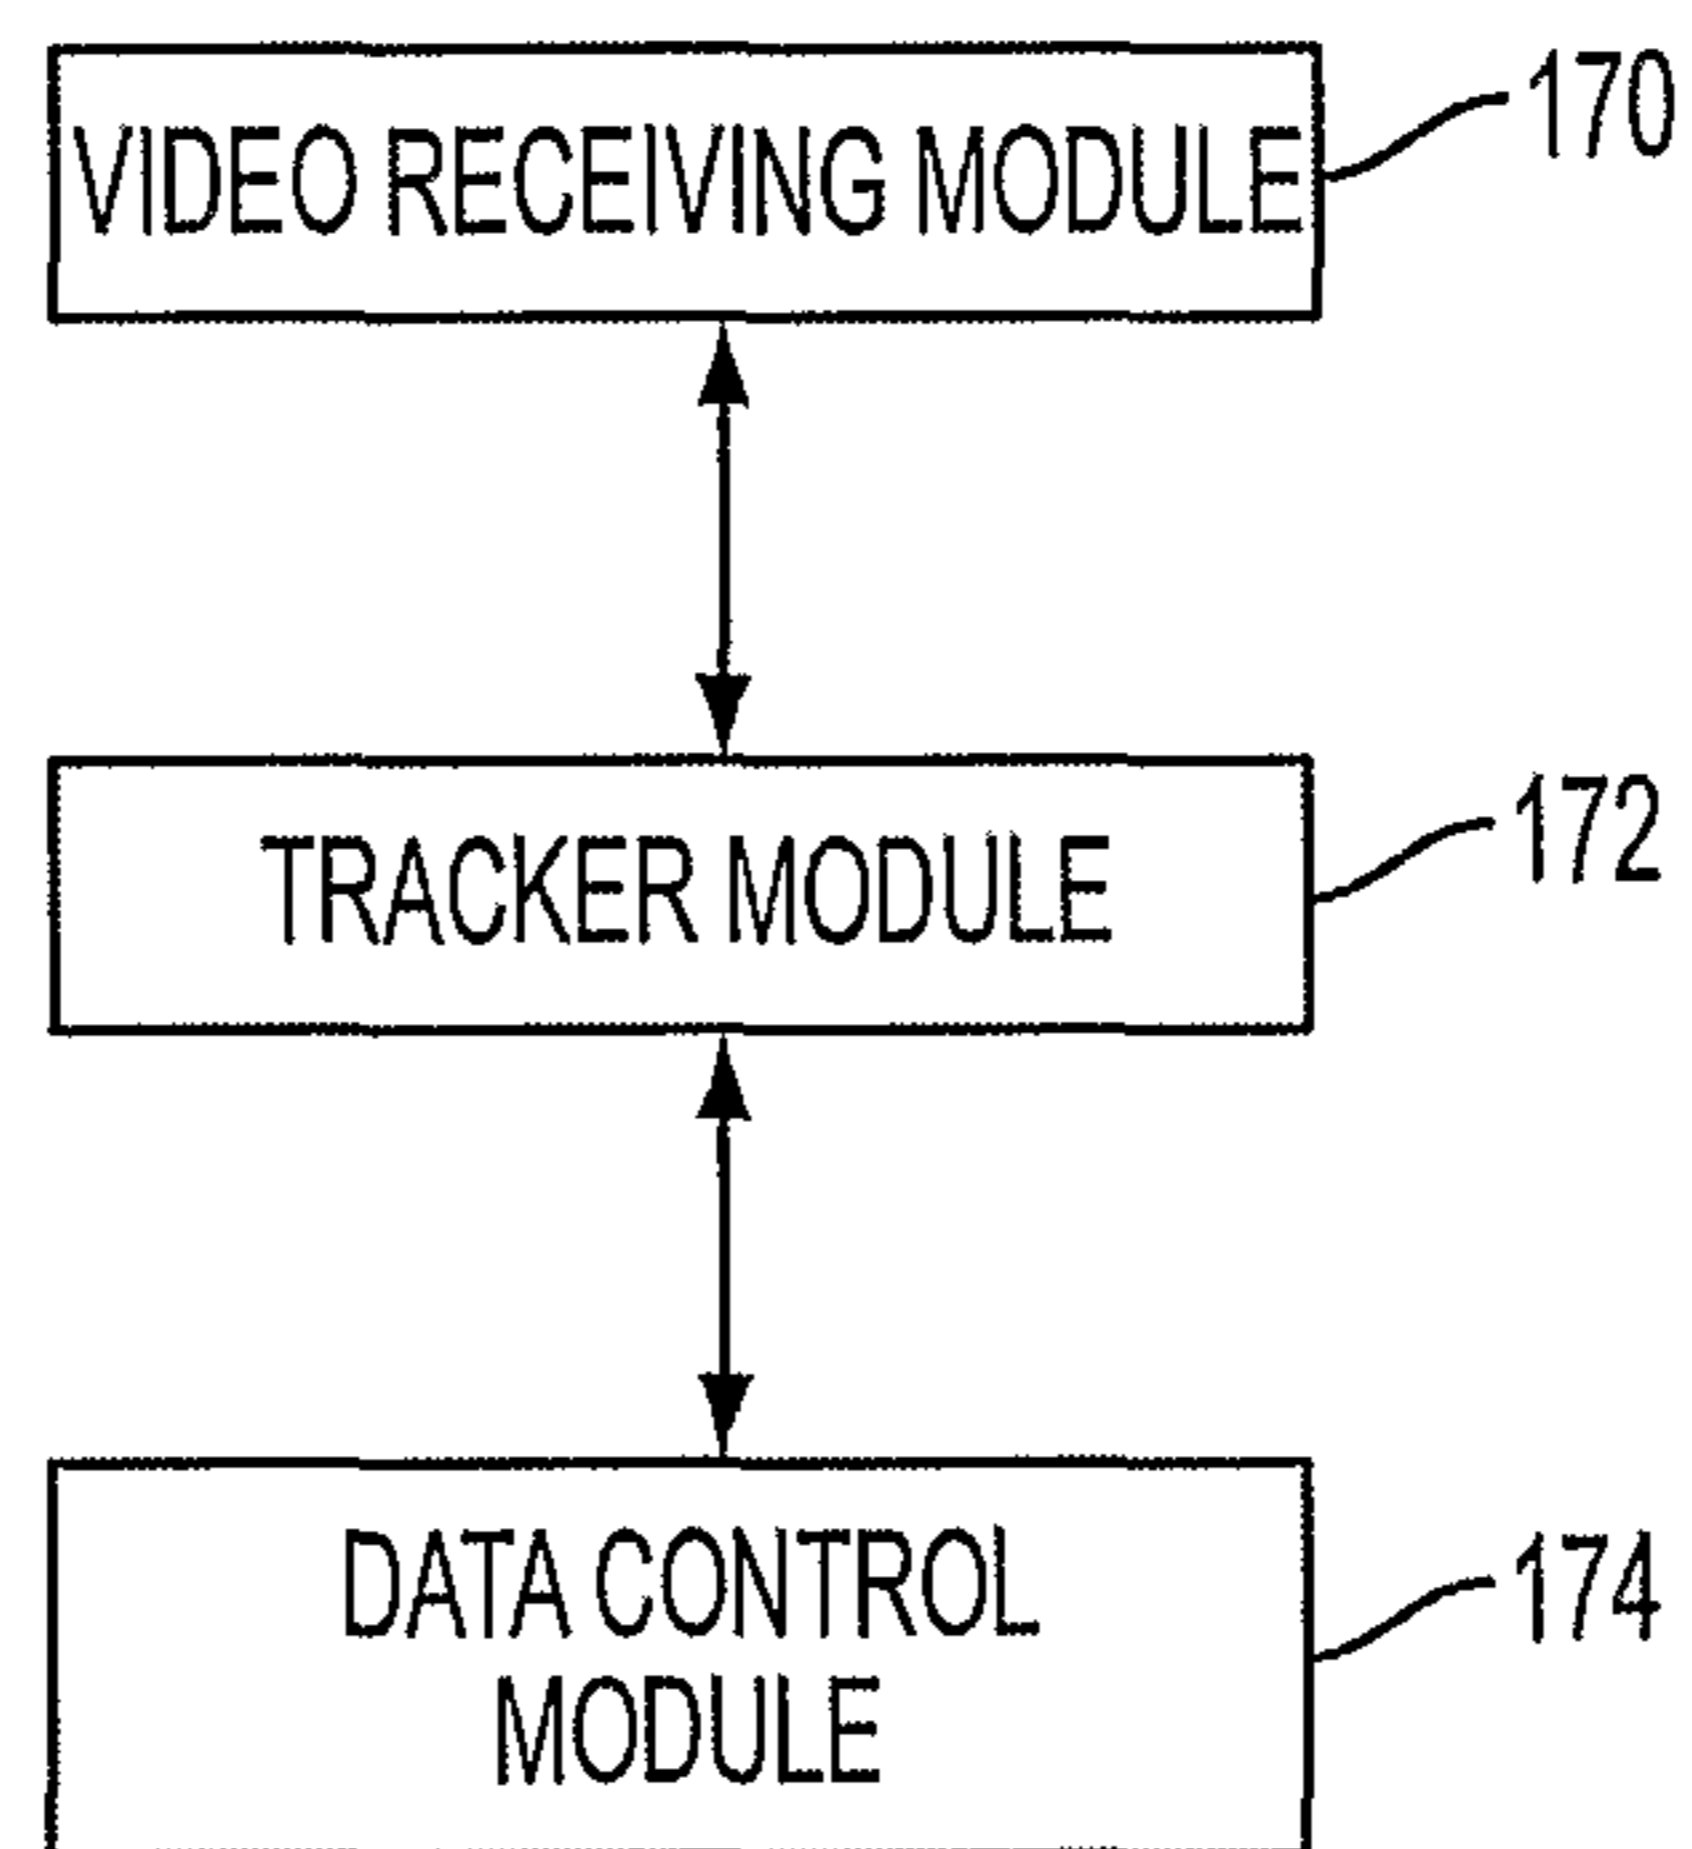 VIDEO RECEIVING MODULE
170
TRACKER MODULE
172
DATA CONTROL
MODULE
174